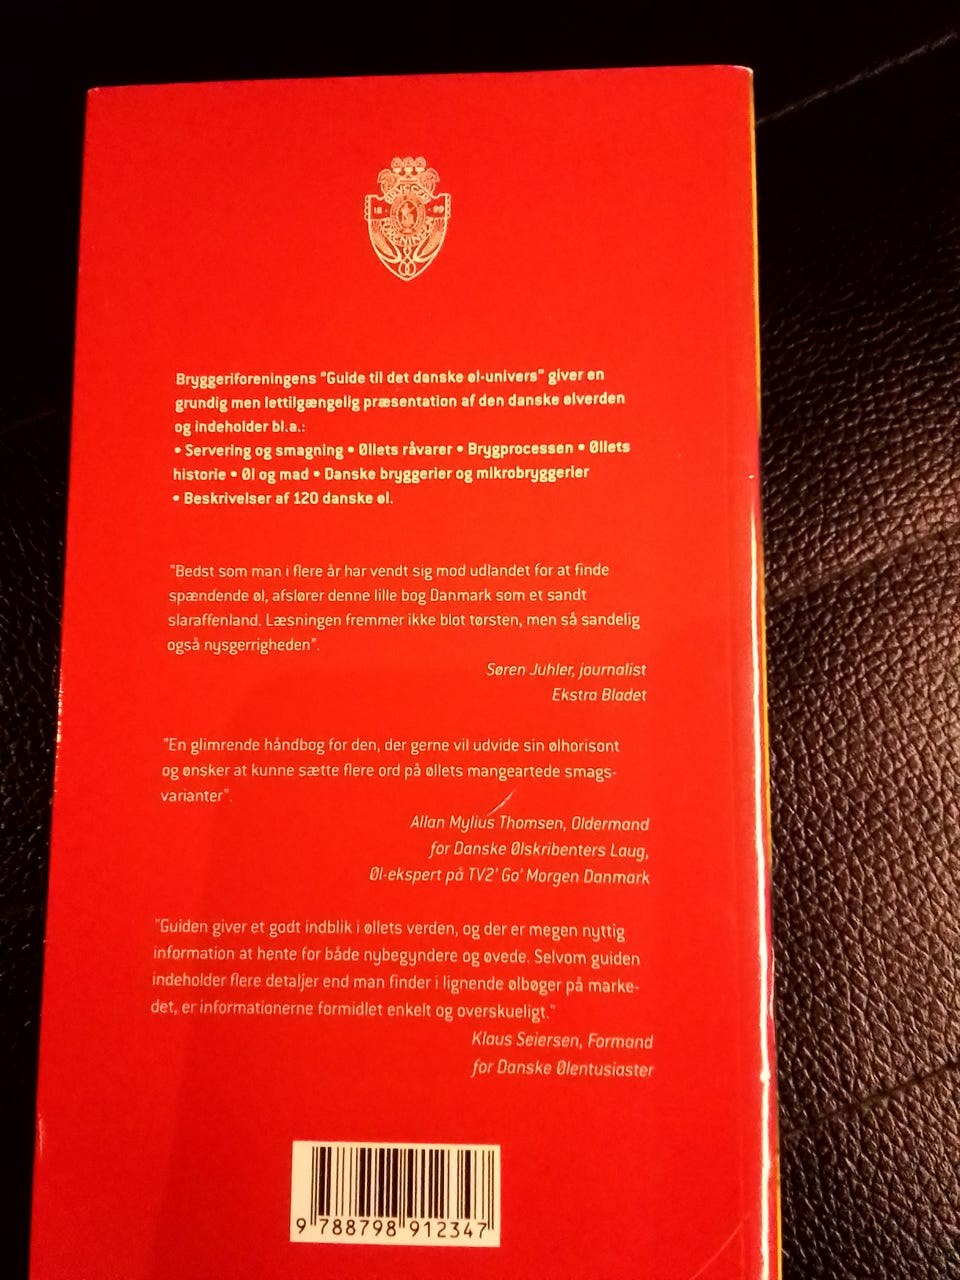 BRYGGERI
18 99
FORENINGEN
Bryggeriforeningens "Guide til det danske øl-univers" giver en
grundig men lettilgængelig præsentation af den danske ølverden
og indeholder bl.a.:
• Servering og smagning • Øllets råvarer • Brygprocessen • Øllets
historie • Øl og mad • Danske bryggerier og mikrobryggerier
• Beskrivelser af 120 danske øl.
"Bedst som man i flere år har vendt sig mod udlandet for at finde
spændende øl, afslører denne lille bog Danmark som et sandt
slaraffenland. Læsningen fremmer ikke blot tørsten, men så sandelig
også nysgerrigheden".
Søren Juhler, journalist
Ekstra Bladet
"En glimrende håndbog for den, der gerne vil udvide sin ølhorisont
og ønsker at kunne sætte flere ord på øllets mangeartede smags-
varianter".
Allan Mylius Thomsen, Oldermand
for Danske Ølskribenters Laug,
Øl-ekspert på TV2' Go' Morgen Danmark
"Guiden giver et godt indblik i øllets verden, og der er megen nyttig
information at hente for både nybegyndere og øvede. Selvom guiden
indeholder flere detaljer end man finder i lignende ølbøger på marke-
det, er informationerne formidlet enkelt og overskueligt."
Klaus Seiersen, Formand
for Danske Ølentusiaster
9 788798 912347